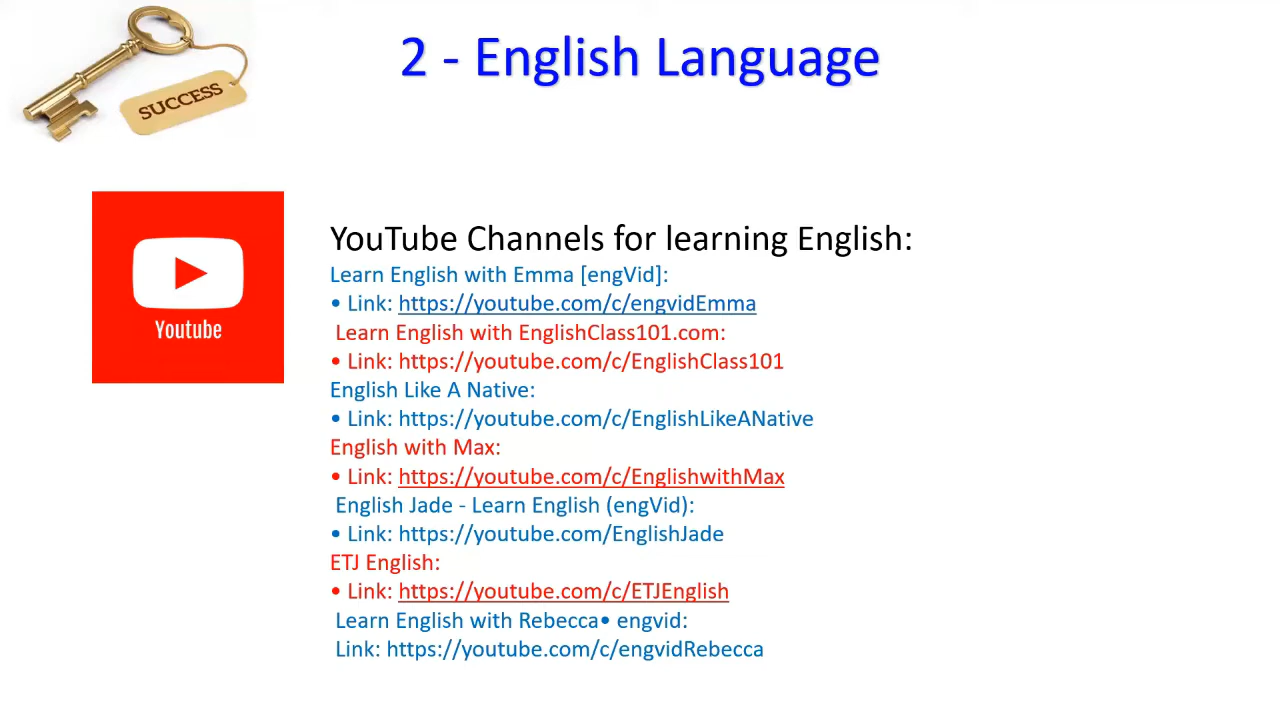 SUCCESS
2 - English Language
Youtube
YouTube Channels for learning English:
Learn English with Emma [engVid]:
• Link: https://youtube.com/c/engvidEmma
Learn English with EnglishClass101.com:
• Link: https://youtube.com/c/EnglishClass101
English Like A Native:
• Link: https://youtube.com/c/EnglishLikeANative
English with Max:
• Link: https://youtube.com/c/EnglishwithMax
English Jade - Learn English (engVid):
• Link: https://youtube.com/EnglishJade
ETJ English:
• Link: https://youtube.com/c/ETJEnglish
Learn English with Rebecca• engvid:
Link: https://youtube.com/c/engvidRebecca